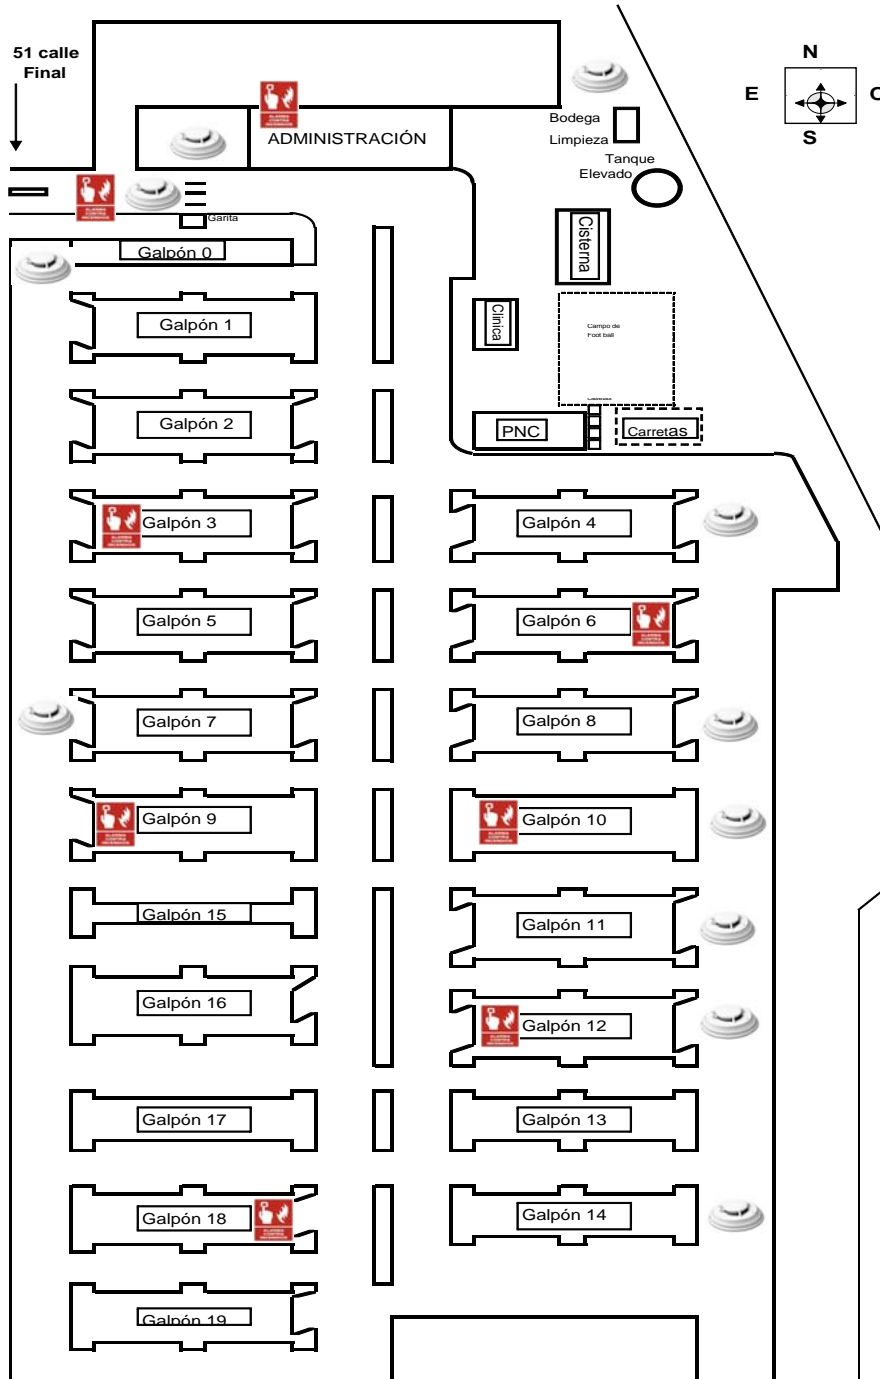 51 calle
Final
N
E
O
S
ADMINISTRACIÓN
Bodega
Limpieza
Tanque
Elevado
Garita
Galpón 0
Cisterna
Galpón 1
Clinica
Campo de
Foot ball
Galpón 2
PNC
Carretas
Galpón 3
Galpón 4
Galpón 5
Galpón 6
Galpón 7
Galpón 8
Galpón 9
Galpón 10
Galpón 15
Galpón 11
Galpón 16
Galpón 12
Galpón 17
Galpón 13
Galpón 18
Galpón 14
Galpón 19